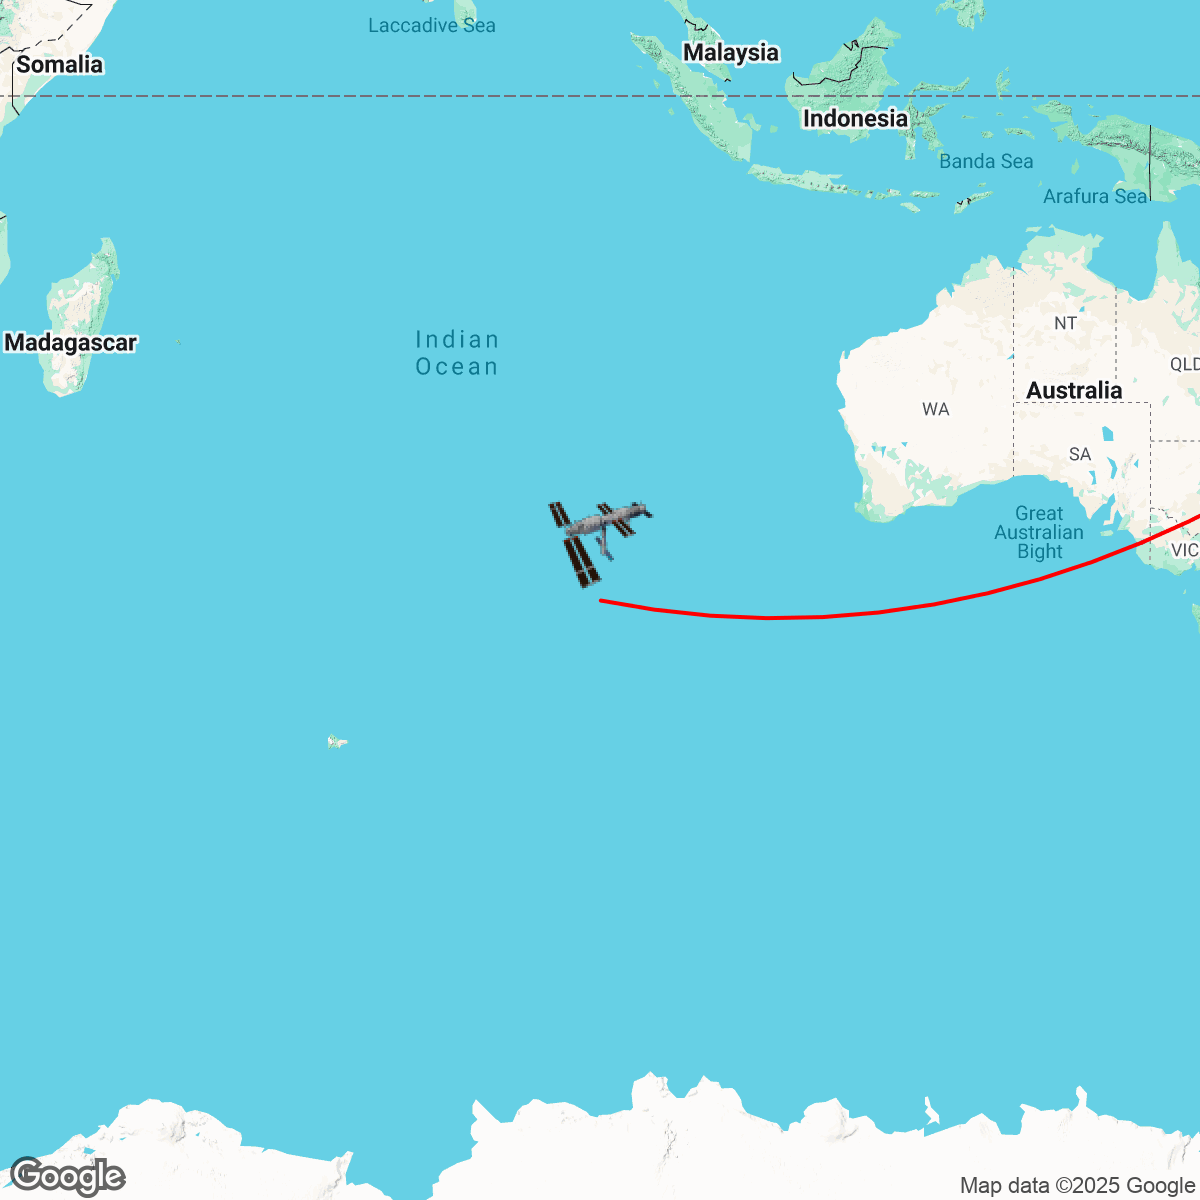 Laccadive Sea
Somalia
Malaysia
Indonesia
Banda Sea
Arafura Sea
Madagascar
Indian
Ocean
NT
QLD
Australia
WA
SA
Great
Australian
Bight
VIC
Google
Map data ©2025 Google